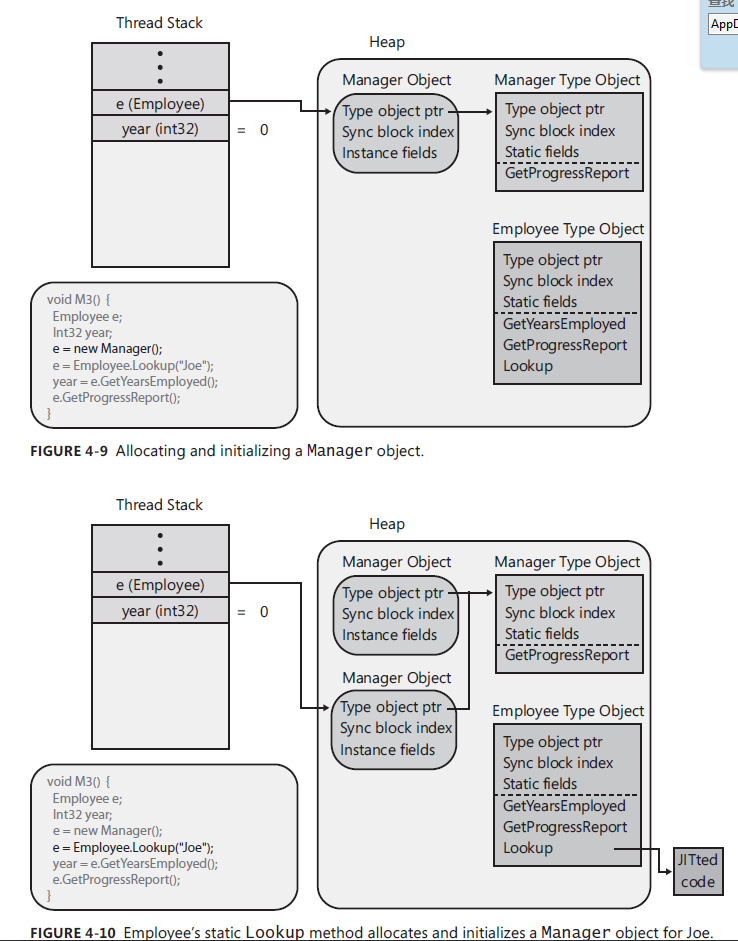 查找
AppD
Thread Stack
Heap
e (Employee)
year (int32)
= 0
Manager Object
Type object ptr
Sync block index
Instance fields
Manager Type Object
Type object ptr
Sync block index
Static fields
GetProgressReport
Employee Type Object
Type object ptr
Sync block index
Static fields
GetYearsEmployed
GetProgressReport
Lookup
void M3() {
Employee e;
Int32 year;
e = new Manager();
e = Employee.Lookup("Joe");
year = e.GetYearsEmployed();
e.GetProgressReport();
}
FIGURE 4-9 Allocating and initializing a Manager object.
Thread Stack
Heap
e (Employee)
year (int32)
= 0
Manager Object
Type object ptr
Sync block index
Instance fields
Manager Object
Type object ptr
Sync block index
Instance fields
Manager Type Object
Type object ptr
Sync block index
Static fields
GetProgressReport
Employee Type Object
Type object ptr
Sync block index
Static fields
GetYearsEmployed
GetProgressReport
Lookup
JITted
code
void M3() {
Employee e;
Int32 year;
e = new Manager();
e = Employee.Lookup("Joe");
year = e.GetYearsEmployed();
e.GetProgressReport();
}
FIGURE 4-10 Employee's static Lookup method allocates and initializes a Manager object for Joe.